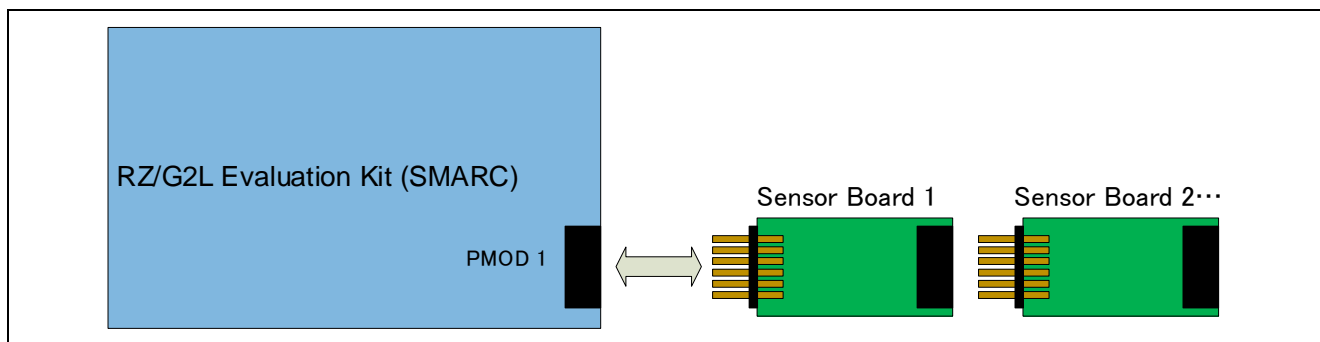 RZ/G2L Evaluation Kit (SMARC)
Sensor Board 1
Sensor Board 2…
PMOD 1